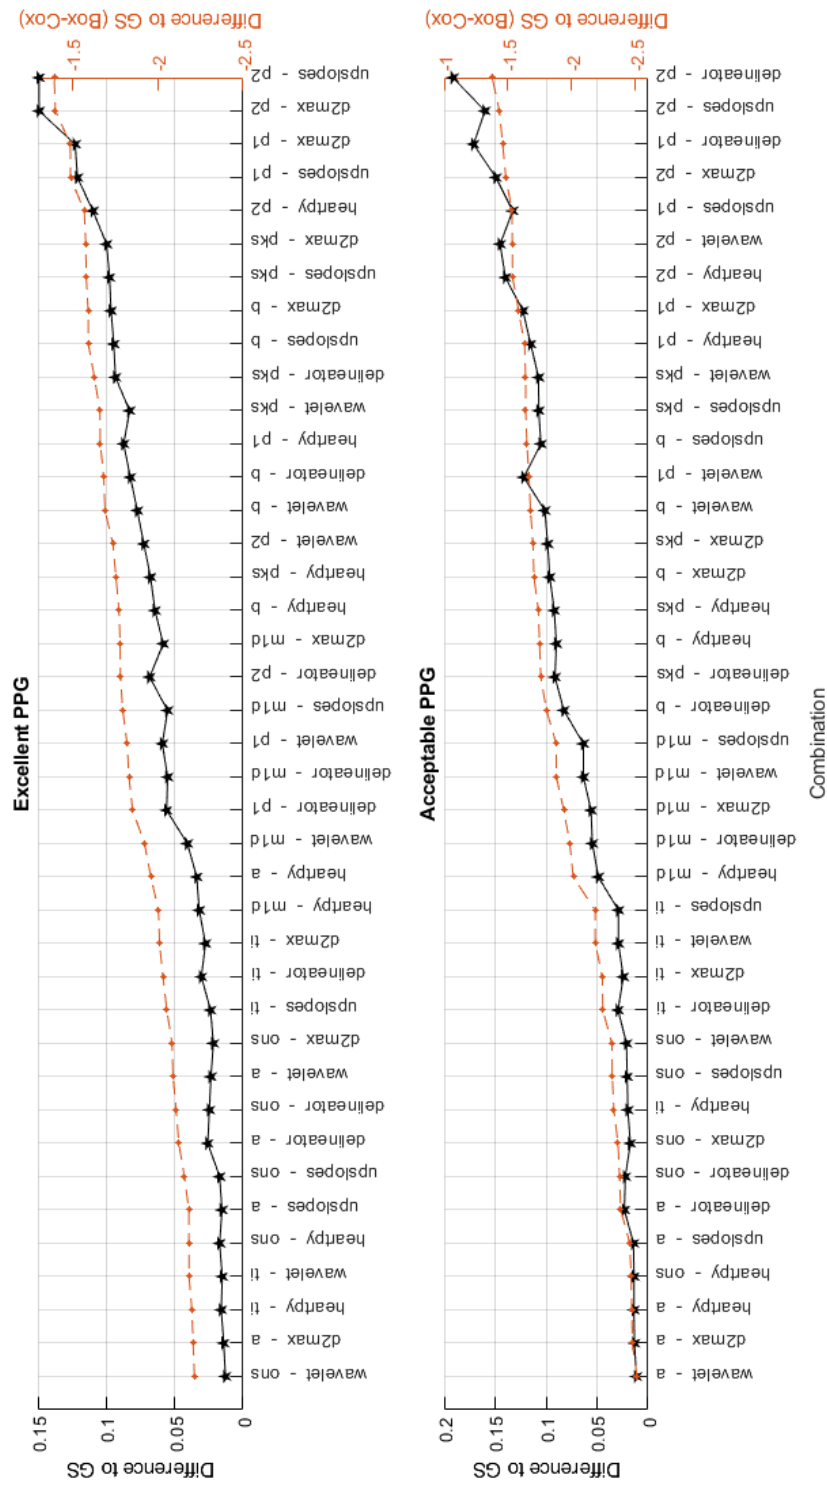 Excellent PPG
Difference to GS
0
0.05
0.1
0.15
Difference to GS (Box-Cox)
-2.5
-2
-1.5
wavelet - ons
d2max - a
heartpy - ti
wavelet - ti
heartpy - ons
upslopes - a
upslopes - ons
delineator - a
delineator - ons
wavelet - a
d2max - ons
upslopes - ti
delineator - ti
d2max - ti
heartpy - m1d
heartpy - a
wavelet - m1d
delineator - p1
delineator - m1d
wavelet - p1
upslopes - m1d
delineator - p2
d2max - m1d
heartpy - b
heartpy - pks
wavelet - p2
wavelet - b
delineator - b
heartpy - p1
wavelet - pks
delineator - pks
upslopes - b
d2max - b
upslopes - pks
d2max - pks
heartpy - p2
upslopes - p1
d2max - p1
d2max - p2
upslopes - p2
Acceptable PPG
Difference to GS
0
0.05
0.1
0.15
0.2
Difference to GS (Box-Cox)
-2.5
-2
-1.5
-1
wavelet - a
d2max - a
heartpy - a
heartpy - ons
upslopes - a
delineator - a
delineator - ons
d2max - ons
heartpy - ti
upslopes - ons
wavelet - ons
delineator - ti
d2max - ti
wavelet - ti
upslopes - ti
heartpy - m1d
delineator - m1d
d2max - m1d
wavelet - m1d
upslopes - m1d
delineator - b
delineator - pks
heartpy - b
heartpy - pks
d2max - b
d2max - pks
wavelet - b
wavelet - p1
upslopes - b
upslopes - pks
wavelet - pks
heartpy - p1
d2max - p1
heartpy - p2
wavelet - p2
upslopes - p1
d2max - p2
delineator - p1
upslopes - p2
delineator - p2
Combination